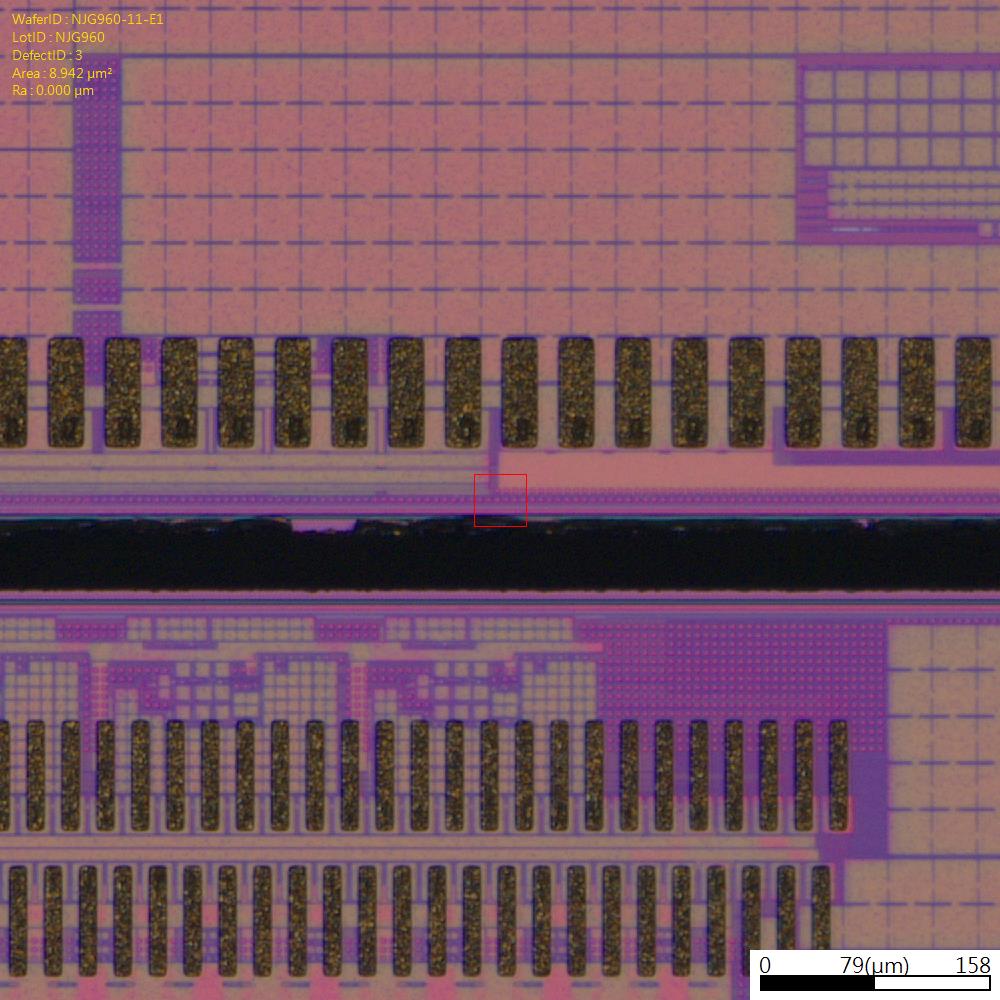 WaferID : NJG960-11-E1
LotID : NJG960
DefectID : 3
Area : 8.942 µm²
Ra : 0.000 µm
0 79(µm) 158